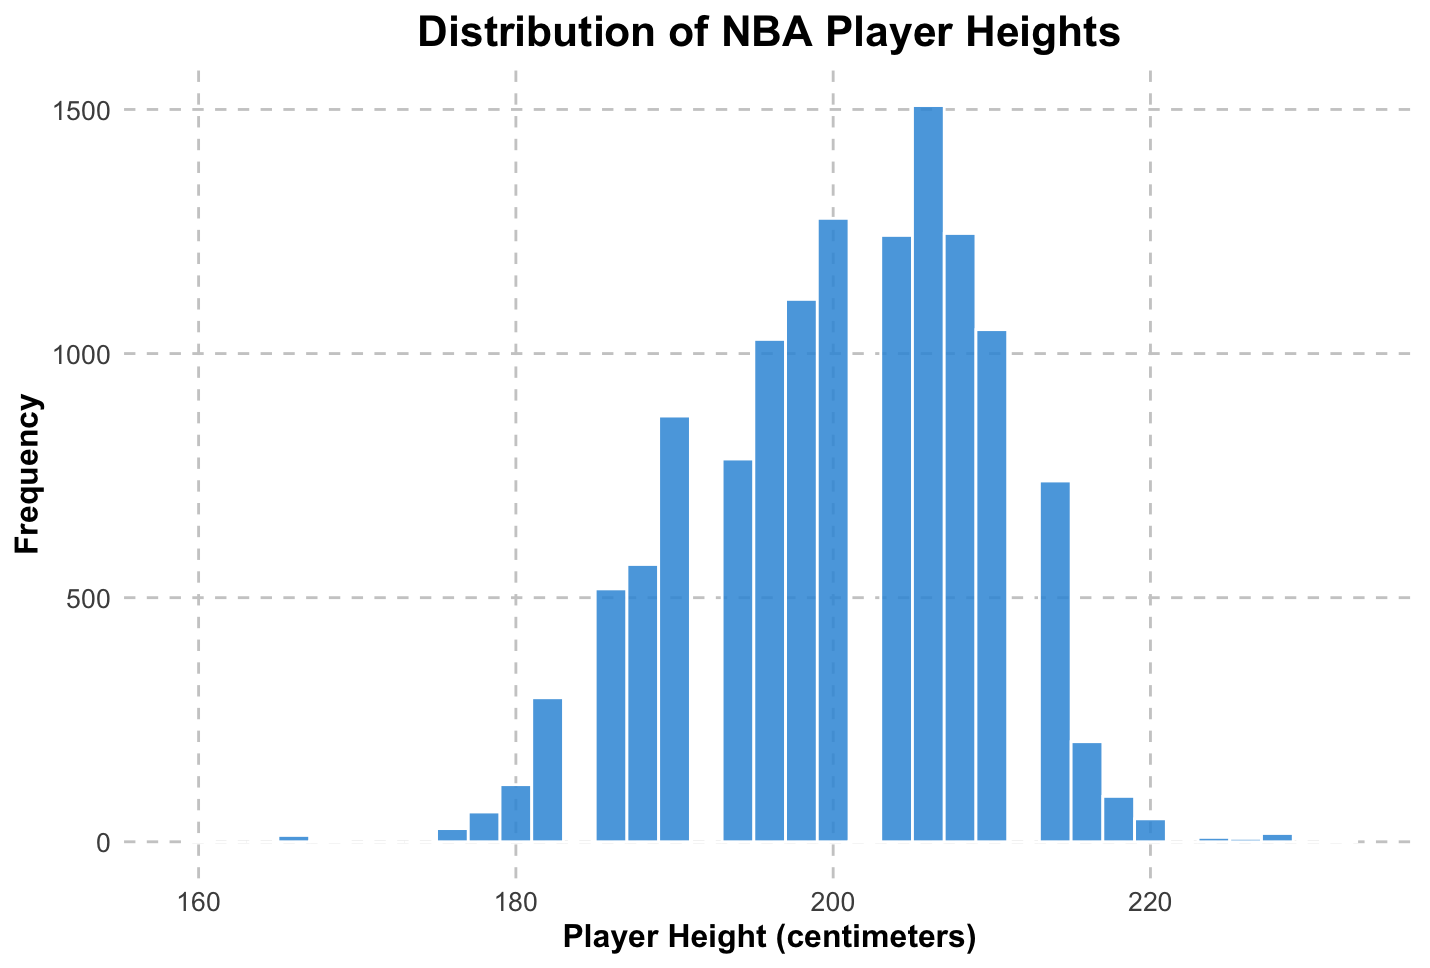 Distribution of NBA Player Heights
1500
1000
500
0
Frequency
160 180 200 220
Player Height (centimeters)